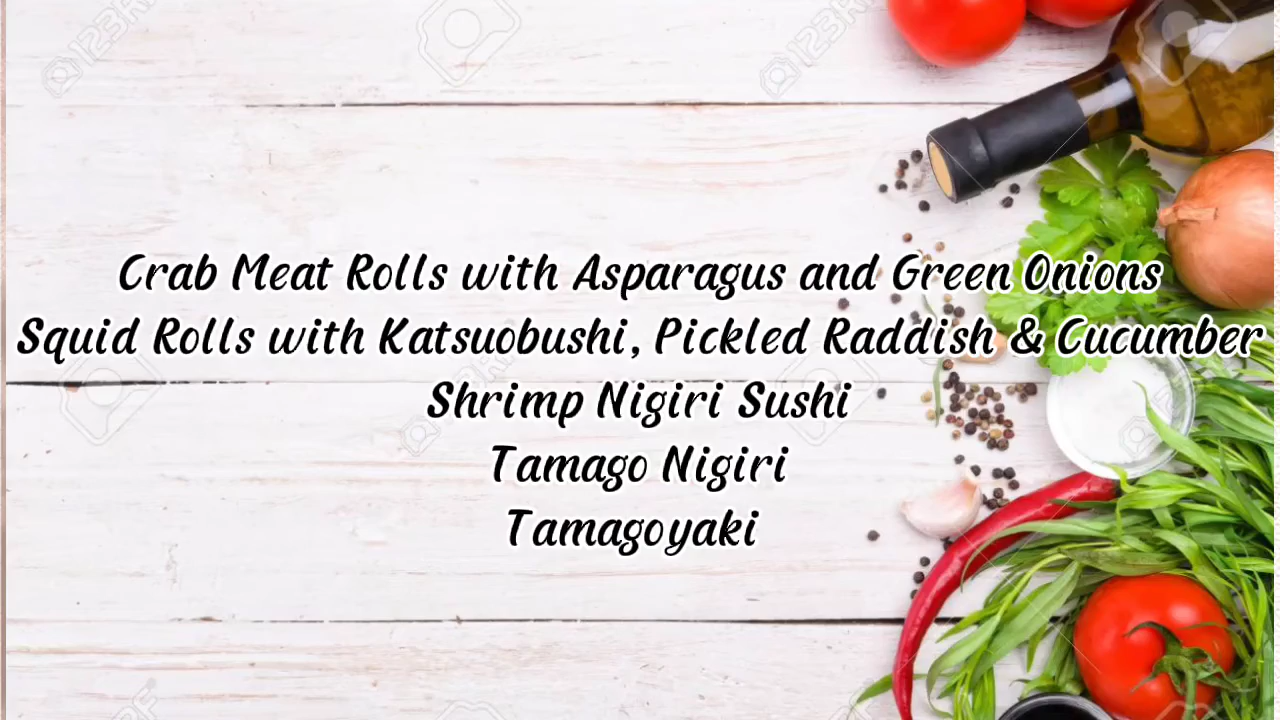 Crab Meat Rolls with Asparagus and Green Onions
Squid Rolls with Katsuobushi, Pickled Raddish & Cucumber
Shrimp Nigiri Sushi
Tamago Nigiri
Tamagoyaki